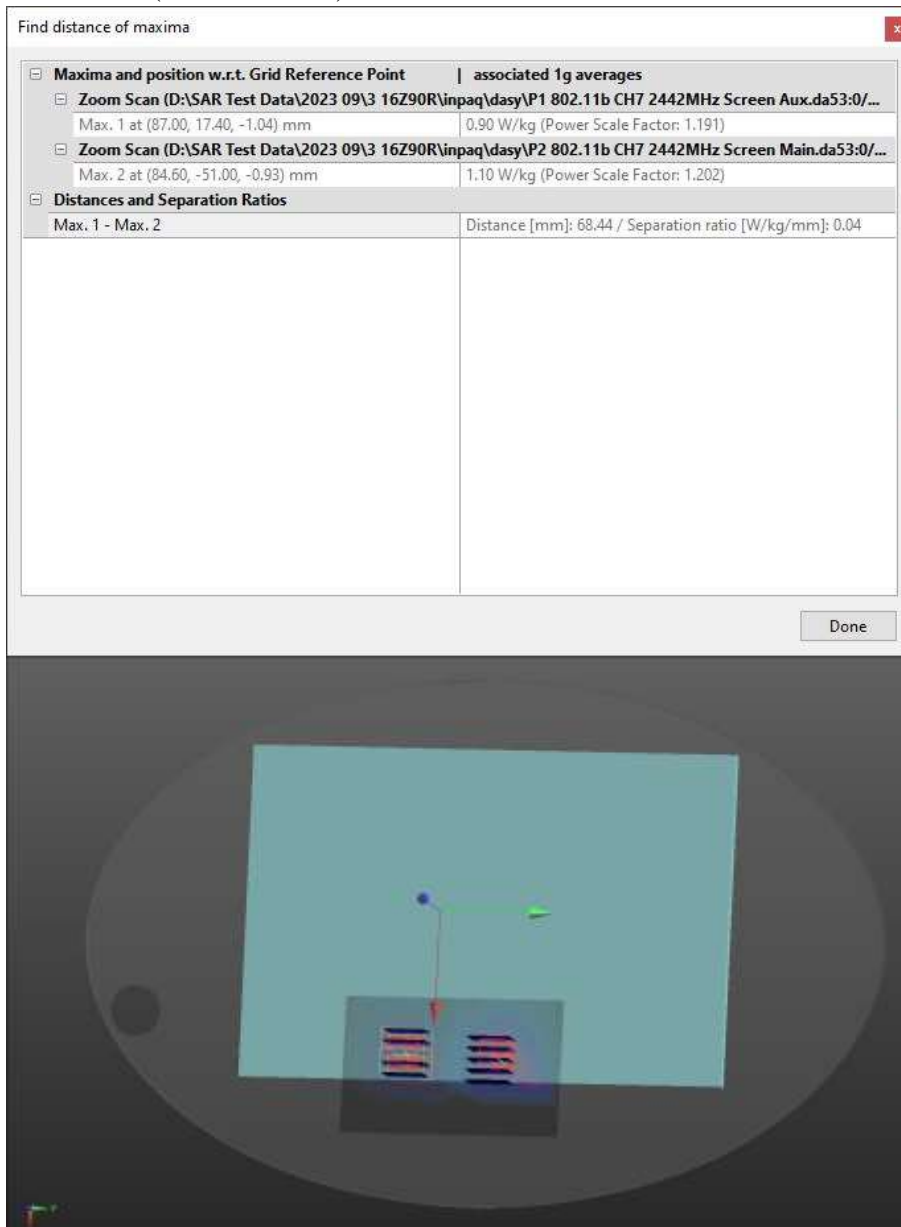 Find distance of maxima
x
Maxima and position w.r.t. Grid Reference Point | associated 1g averages
Zoom Scan (D:\SAR Test Data\2023 09\3 16Z90R\inpaq\dasy\P1 802.11b CH7 2442MHz Screen Aux.da53:0/...
Max. 1 at (87.00, 17.40, -1.04) mm 0.90 W/kg (Power Scale Factor: 1.191)
Zoom Scan (D:\SAR Test Data\2023 09\3 16Z90R\inpaq\dasy\P2 802.11b CH7 2442MHz Screen Main.da53:0/...
Max. 2 at (84.60, -51.00, -0.93) mm 1.10 W/kg (Power Scale Factor: 1.202)
Distances and Separation Ratios
Max. 1 - Max. 2 Distance [mm]: 68.44 / Separation ratio [W/kg/mm]: 0.04
Done